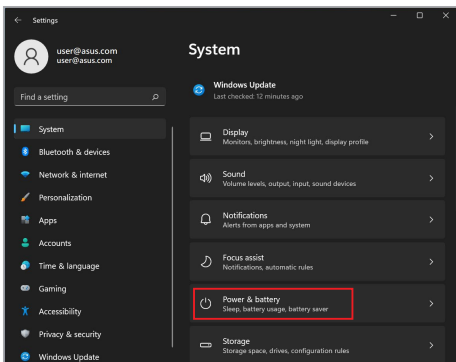 Settings
user@asus.com
user@asus.com
Find a setting
System
Bluetooth & devices
Network & internet
Personalization
Apps
Accounts
Time & language
Gaming
Accessibility
Privacy & security
Windows Update
System
Windows Update
Last checked: 12 minutes ago
Display
Monitors, brightness, night light, display profile
Sound
Volume levels, output, input, sound devices
Notifications
Alerts from apps and system
Focus assist
Notifications, automatic rules
Power & battery
Sleep, battery usage, battery saver
Storage
Storage space, drives, configuration rules